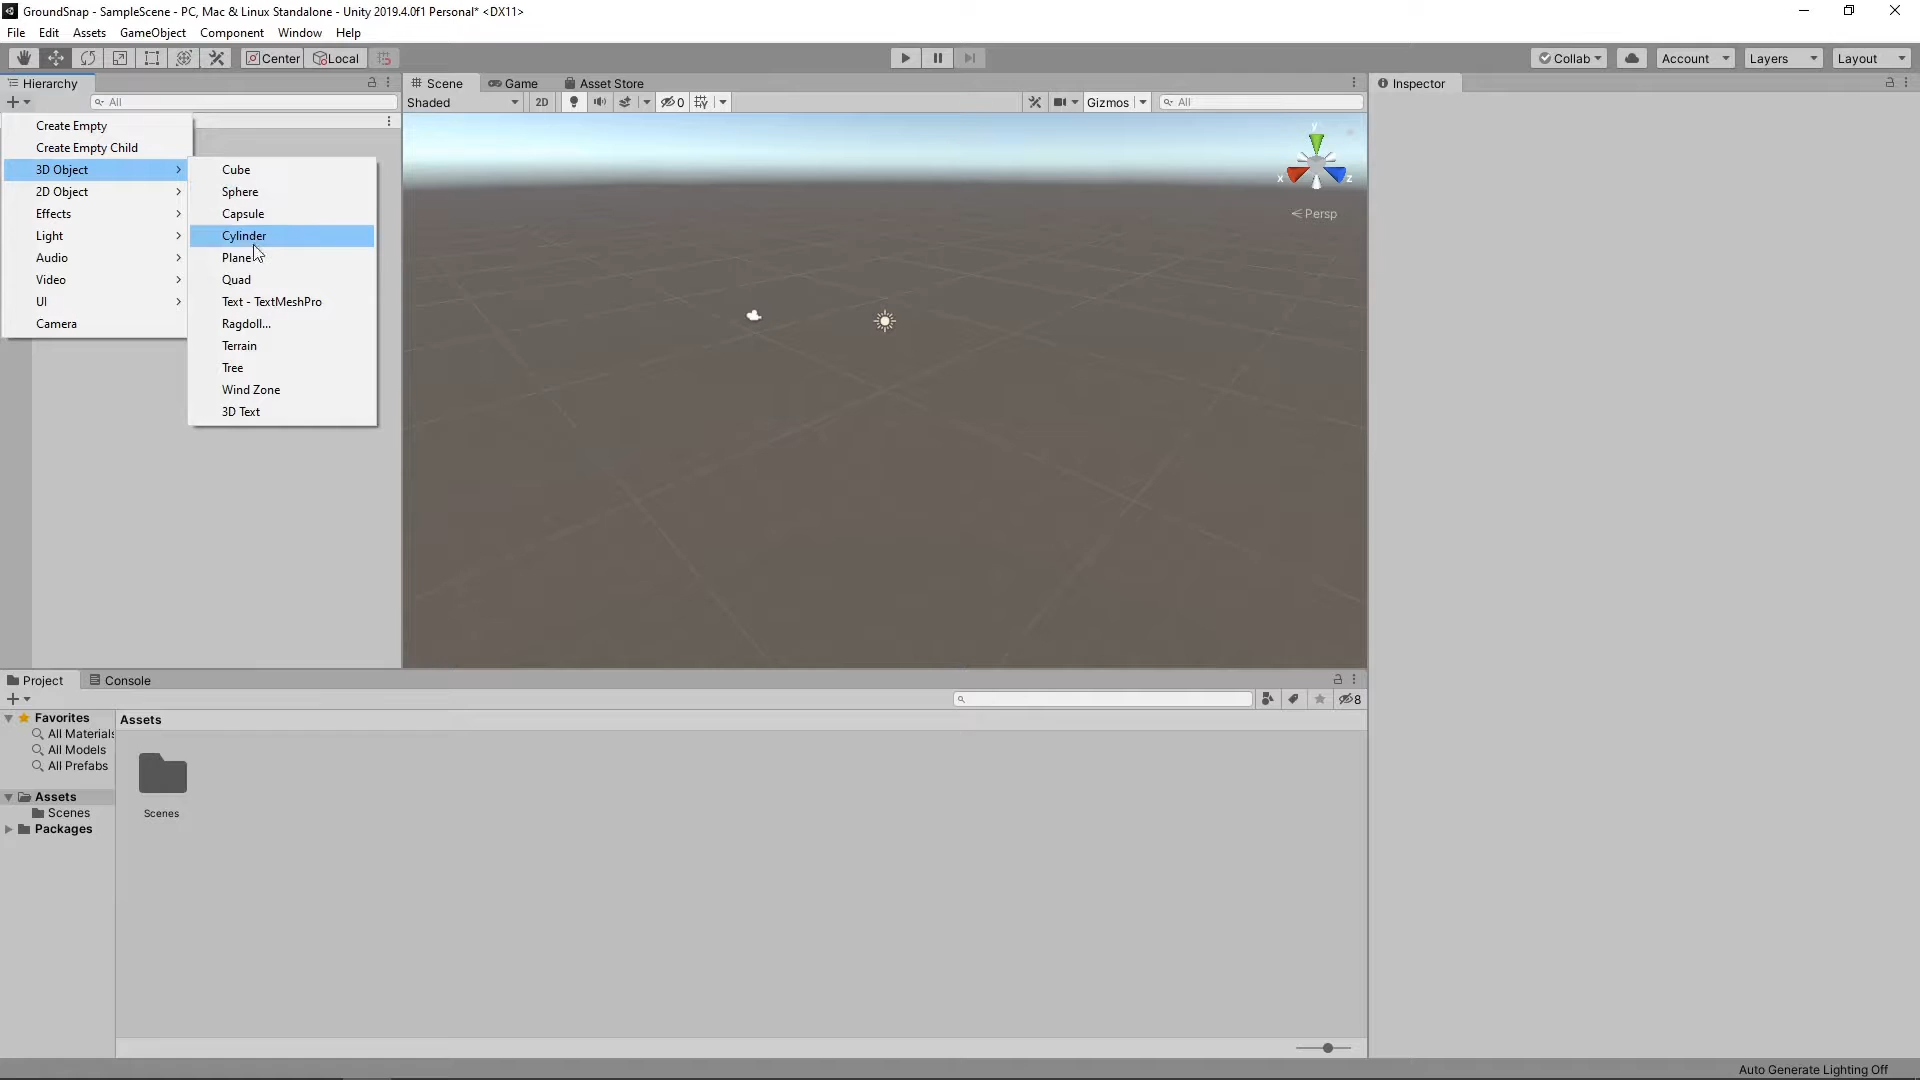 GroundSnap - SampleScene - PC, Mac & Linux Standalone - Unity 2019.4.0f1 Personal* <DX11>
File Edit Assets GameObject Component Window Help
Center Local Collab Account Layers Layout
Hierarchy Scene Game Asset Store Inspector
All Shaded 2D 0 Gizmos All
Create Empty
Create Empty Child
3D Object
2D Object
Effects
Light
Audio
Video
UI
Camera
Cube
Sphere
Capsule
Cylinder
Plane
Quad
Text - TextMeshPro
Ragdoll...
Terrain
Tree
Wind Zone
3D Text
y
x z
Persp
Project Console
8
Favorites
All Materials
All Models
All Prefabs
Assets
Scenes
Packages
Assets
Scenes
Auto Generate Lighting Off